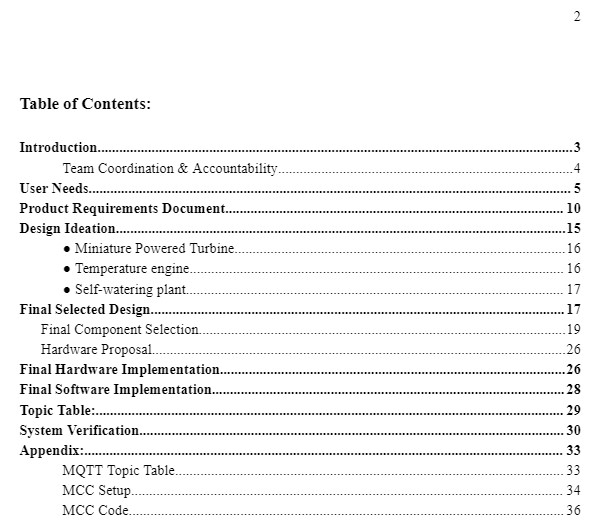 2
Table of Contents:
Introduction.....................................................................................................................................3
Team Coordination & Accountability..................................................................................4
User Needs...................................................................................................................................... 5
Product Requirements Document.............................................................................................. 10
Design Ideation.............................................................................................................................15
● Miniature Powered Turbine............................................................................................16
● Temperature engine........................................................................................................ 16
● Self-watering plant......................................................................................................... 17
Final Selected Design................................................................................................................... 17
Final Component Selection......................................................................................................19
Hardware Proposal...................................................................................................................26
Final Hardware Implementation.................................................................................................26
Final Software Implementation.................................................................................................. 28
Topic Table:.................................................................................................................................. 29
System Verification...................................................................................................................... 30
Appendix:...................................................................................................................................... 33
MQTT Topic Table............................................................................................................ 33
MCC Setup......................................................................................................................... 34
MCC Code..........................................................................................................................36